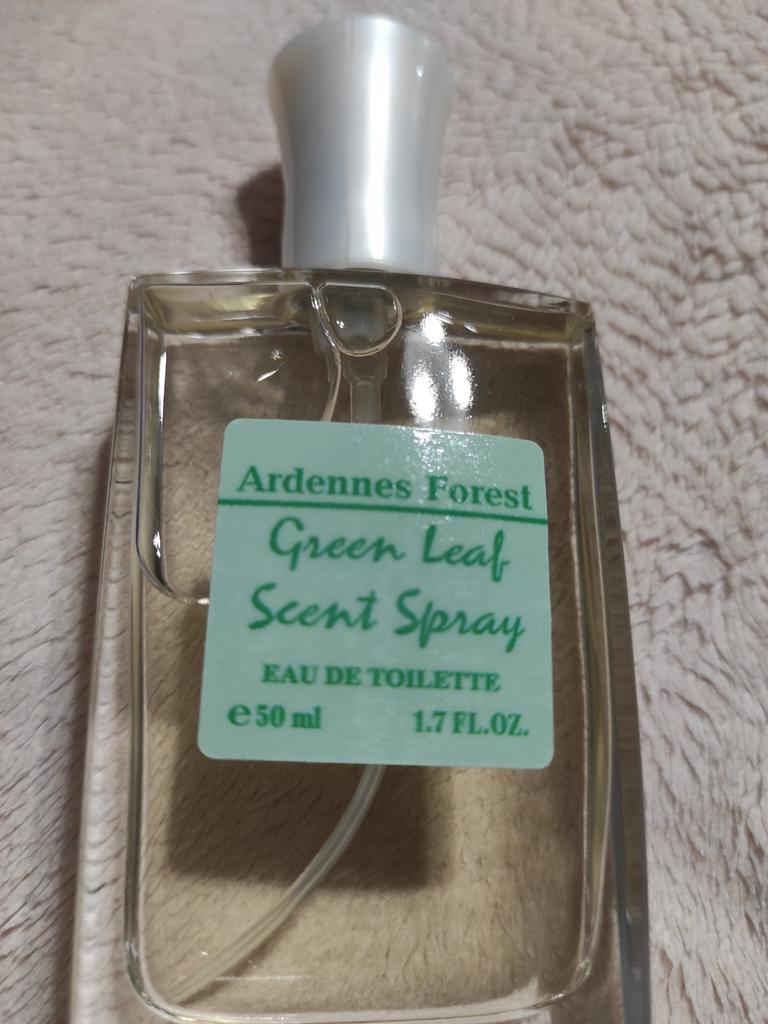 Ardennes Forest
Green Leaf
Scent Spray
EAU DE TOILETTE
℮ 50 ml 1.7 FL.OZ.